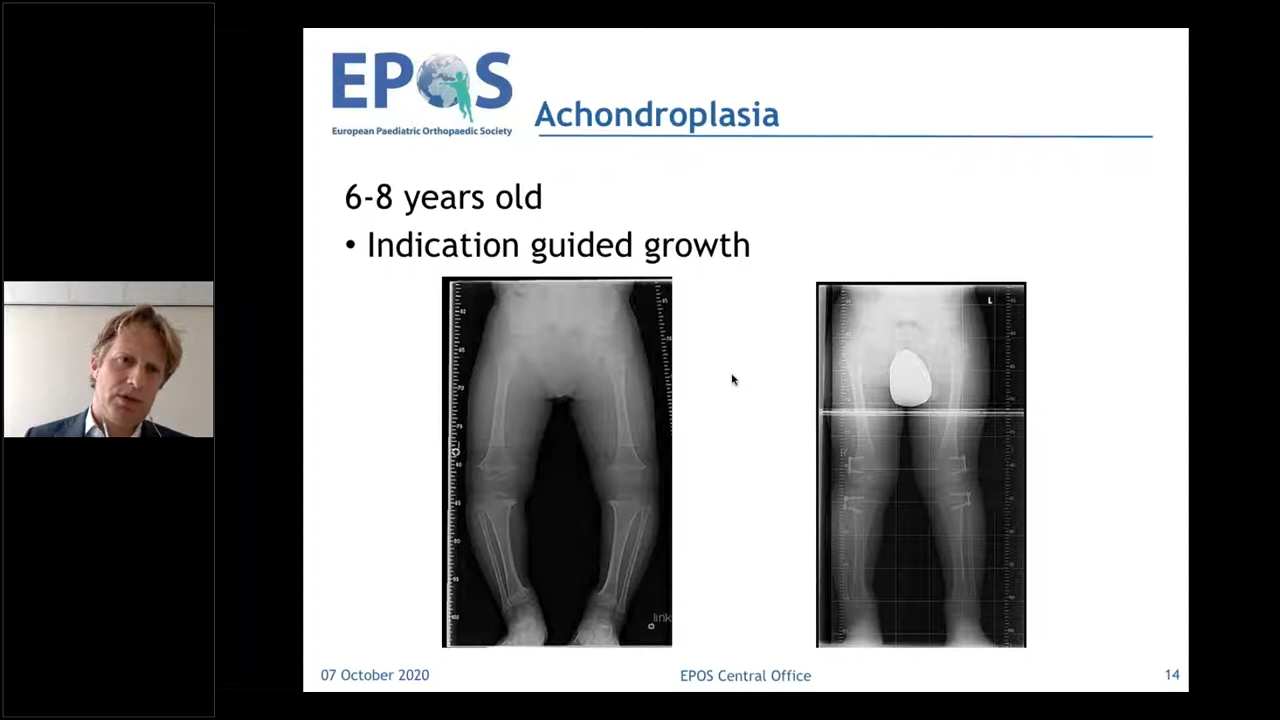 EPOS
European Paediatric Orthopaedic Society
Achondroplasia
6-8 years old
• Indication guided growth
L
R
link
07 October 2020
EPOS Central Office
14